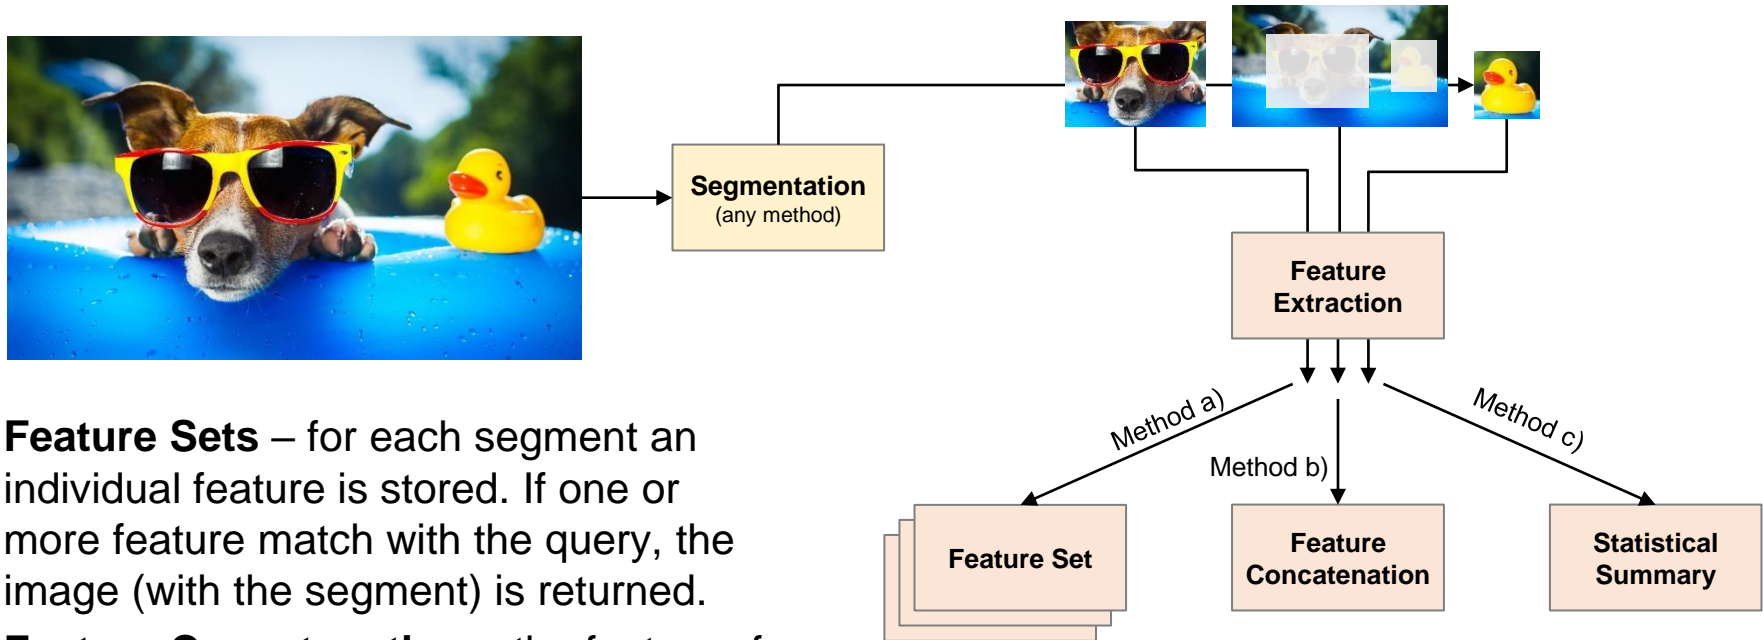 Segmentation
(any method)
Feature
Extraction
Method a)
Method b)
Method c)
Feature Set
Feature
Concatenation
Statistical
Summary
Feature Sets – for each segment an
individual feature is stored. If one or
more feature match with the query, the
image (with the segment) is returned.